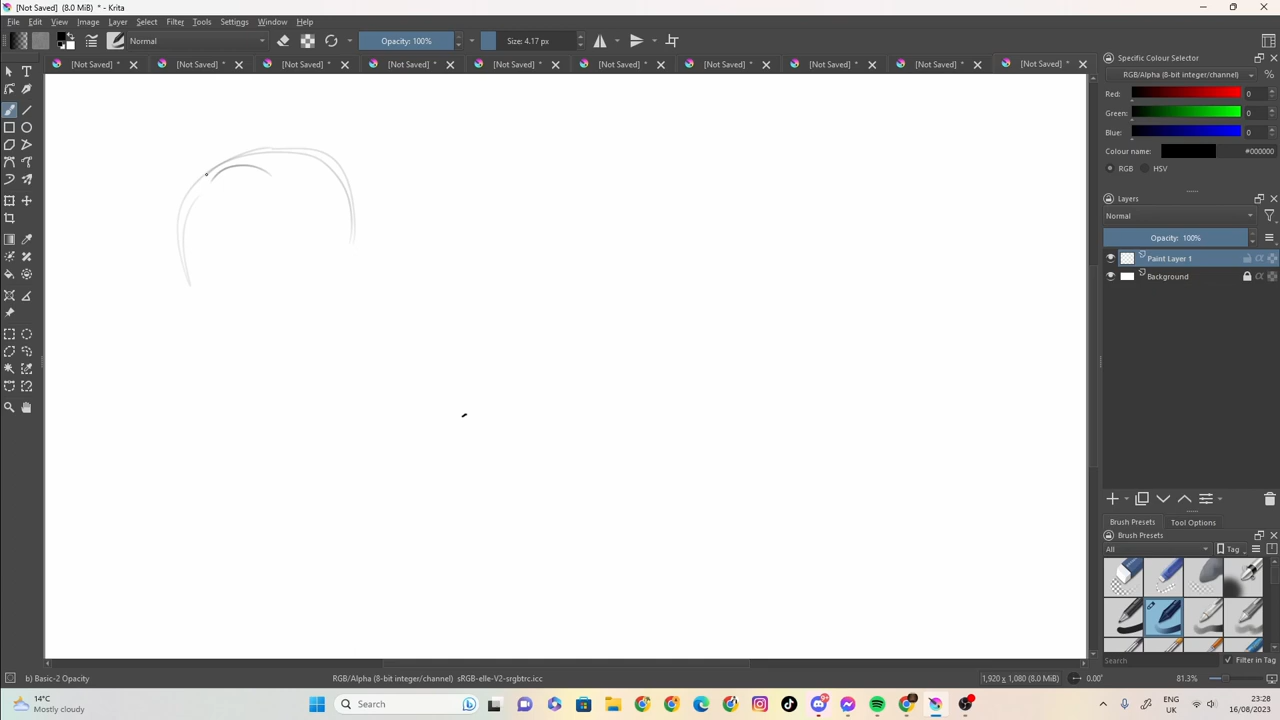 [Not Saved] (8.0 MiB) * - Krita
File Edit View Image Layer Select Filter Tools Settings Window Help
Normal Opacity: 100% Size: 4.17 px
[Not Saved] * [Not Saved] * [Not Saved] * [Not Saved] * [Not Saved] * [Not Saved] * [Not Saved] * [Not Saved] * [Not Saved] * [Not Saved] *
Specific Colour Selector
RGB/Alpha (8-bit integer/channel) %
Red: 0
Green: 0
Blue: 0
Colour name: #000000
RGB HSV
Layers
Normal
Opacity: 100%
Paint Layer 1
Background
Brush Presets Tool Options
Brush Presets
All Tag
Search Filter in Tag
b) Basic-2 Opacity RGB/Alpha (8-bit integer/channel) sRGB-elle-V2-srgbtrc.icc 1,920 x 1,080 (8.0 MiB) 0.00° 81.3%
14°C
Mostly cloudy
Search
ENG
UK
23:28
16/08/2023